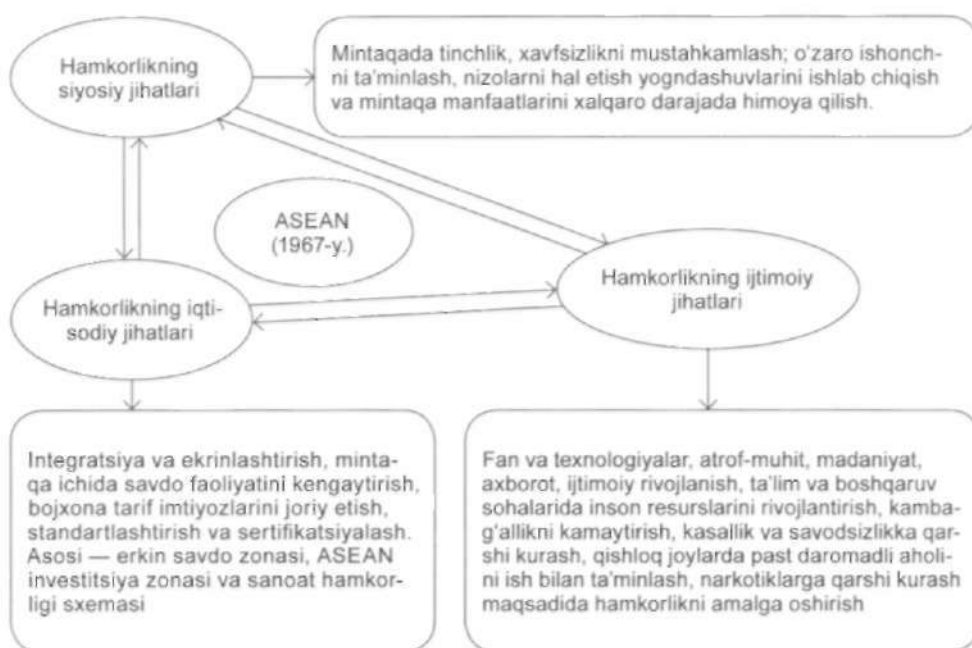 Hamkorlikning
siyosiy jihatlari
Mintaqada tinchlik, xavfsizlikni mustahkamlash; o'zaro ishonch-
ni ta'minlash, nizolarni hal etish yogndashuvlarini ishlab chiqish
va mintaqa manfaatlarini xalqaro darajada himoya qilish.
ASEAN
(1967-y.)
Hamkorlikning iqti-
sodiy jihatlari
Hamkorlikning ijtimoiy
jihatlari
Integratsiya va ekrinlashtirish, minta-
qa ichida savdo faoliyatini kengaytirish,
bojxona tarif imtiyozlarini joriy etish,
standartlashtirish va sertifikatsiyalash.
Asosi — erkin savdo zonasi, ASEAN
investitsiya zonasi va sanoat hamkor-
ligi sxemasi
Fan va texnologiyalar, atrof-muhit, madaniyat,
axborot, ijtimoiy rivojlanish, ta'lim va boshqaruv
sohalarida inson resurslarini rivojlantirish, kamba-
g'allikni kamaytirish, kasallik va savodsizlikka qar-
shi kurash, qishloq joylarda past daromadli aholi-
ni ish bilan ta'minlash, narkotiklarga qarshi kurash
maqsadida hamkorlikni amalga oshirish